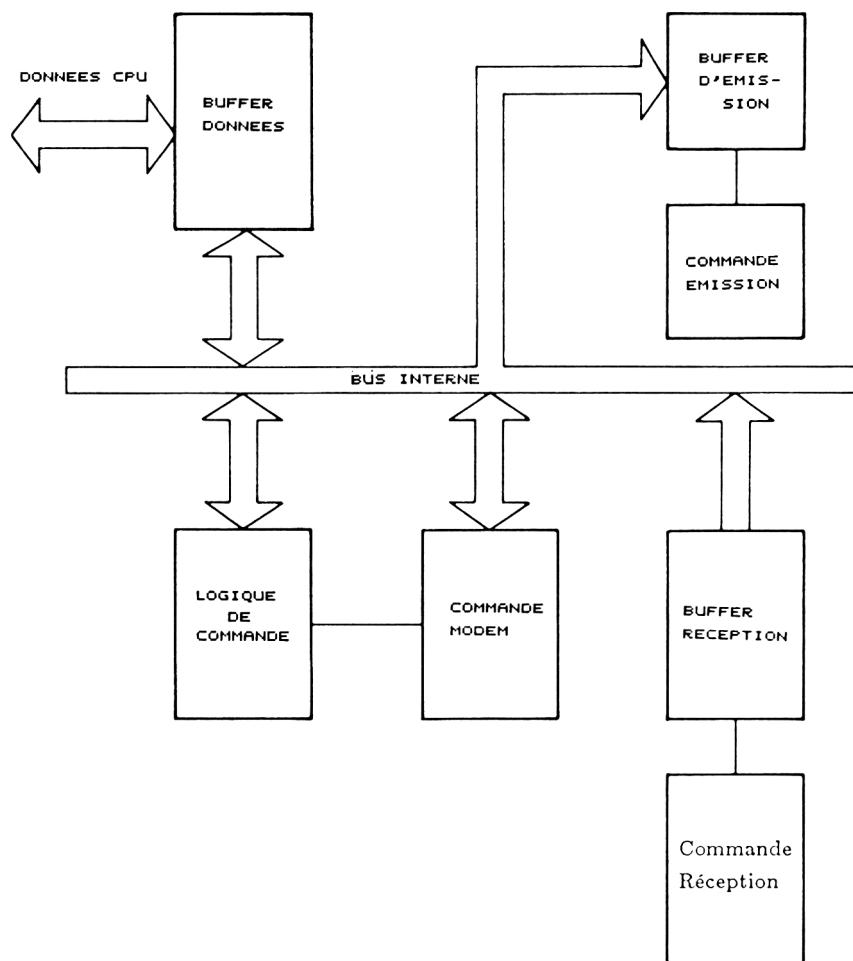 DONNEES CPU
BUFFER
DONNEES
BUFFER
D'EMIS-
SION
COMMANDE
EMISSION
BUS INTERNE
LOGIQUE
DE
COMMANDE
COMMANDE
MODEM
BUFFER
RECEPTION
Commande
Réception